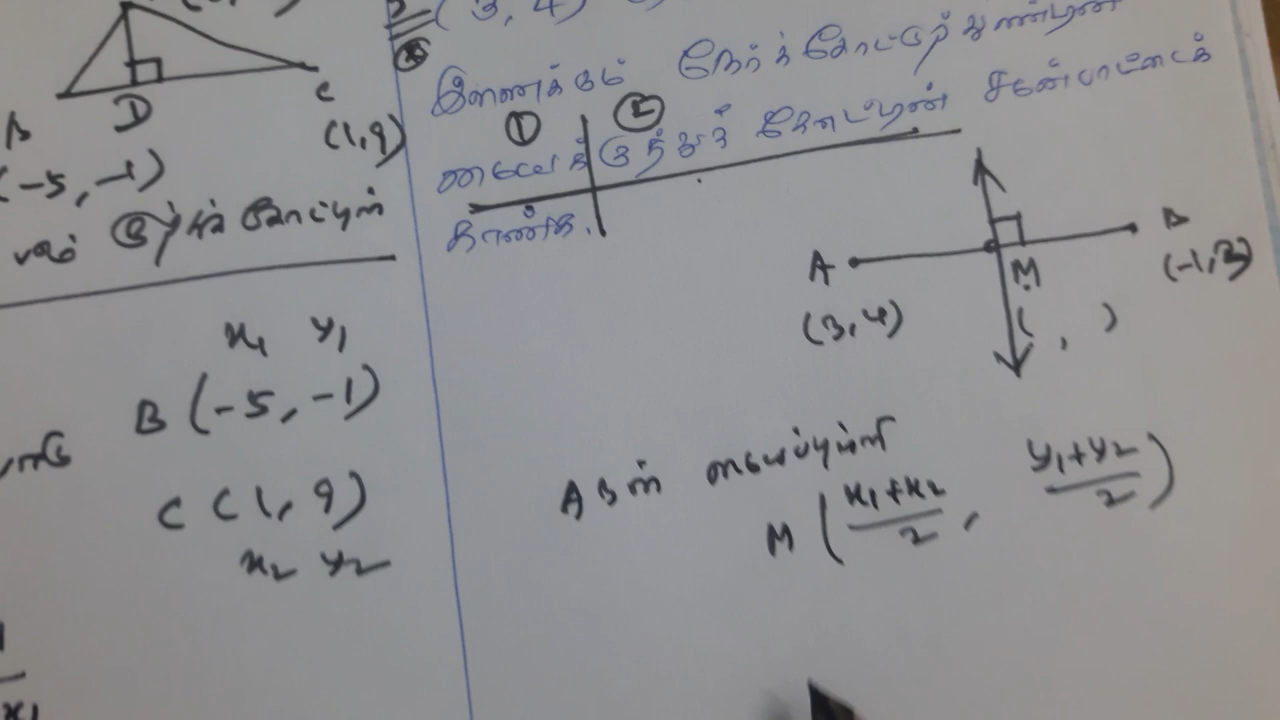 B
D
C
(1,9)
(-5, -1)
x₁ y₁
B (-5, -1)
C (1, 9)
x₂ y₂
(3, 4)
இணைக்கும் நேர்க்கோட்டுத்துண்டின்
① ②
மையக்குத்துக் கோட்டின் சமன்பாட்டைக்
காண்க.
A
B
(3,4)
M
( , )
AB ன் மையப்புள்ளி
M (x₁+x₂/2, y₁+y₂/2)